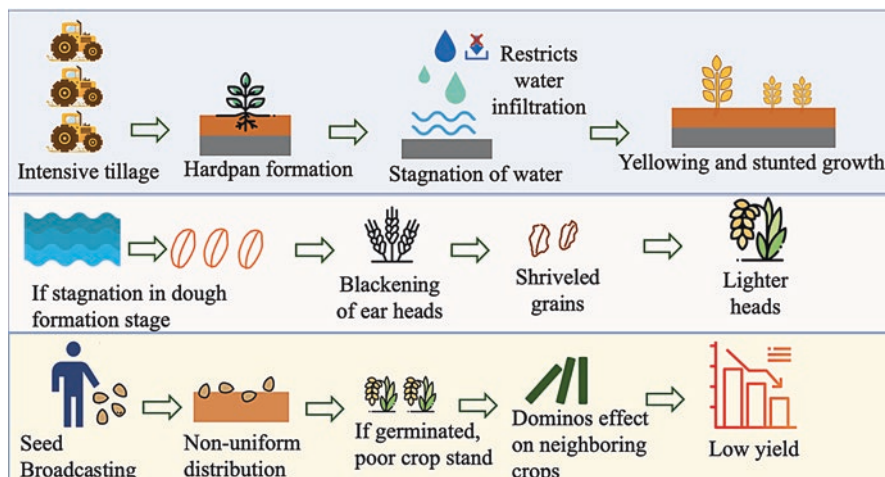 Restricts
water
infiltration
Intensive tillage
Hardpan formation
Stagnation of water
Yellowing and stunted growth
If stagnation in dough
formation stage
Blackening
of ear heads
Shriveled
grains
Lighter
heads
Seed
Broadcasting
Non-uniform
distribution
If germinated,
poor crop stand
Dominos effect
on neighboring
crops
Low yield